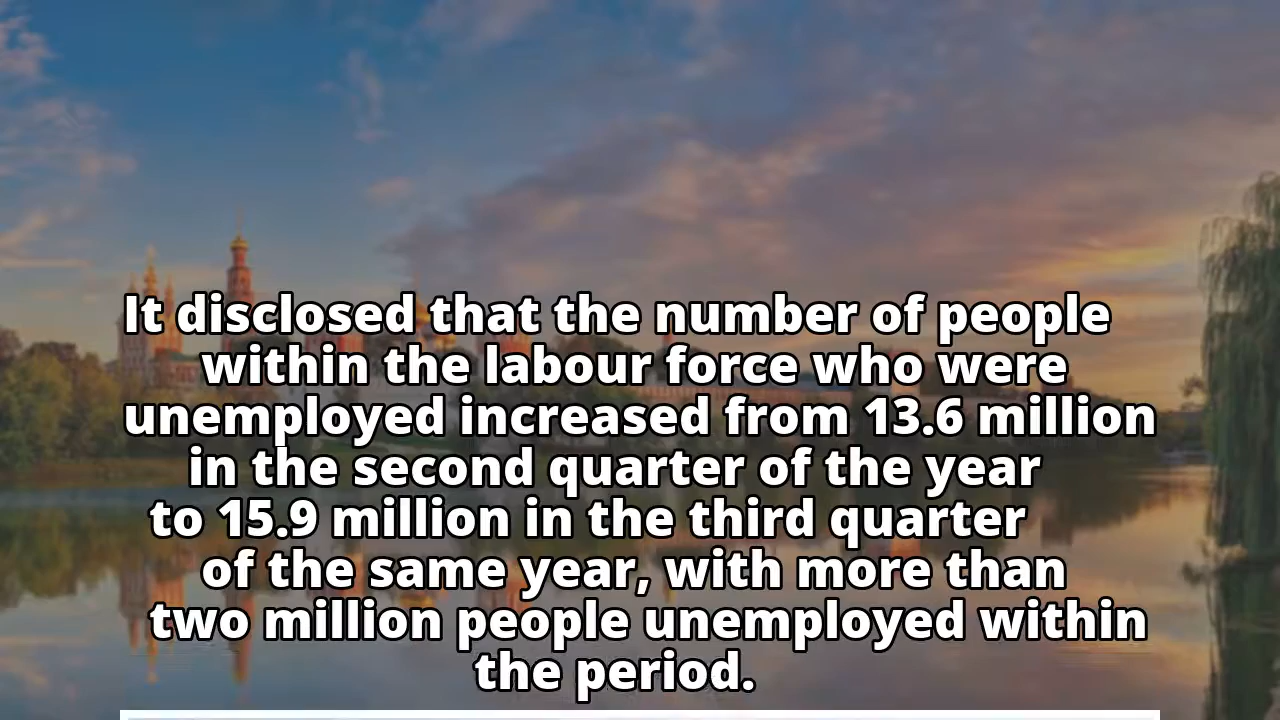 It disclosed that the number of people
within the labour force who were
unemployed increased from 13.6 million
in the second quarter of the year
to 15.9 million in the third quarter
of the same year, with more than
two million people unemployed within
the period.